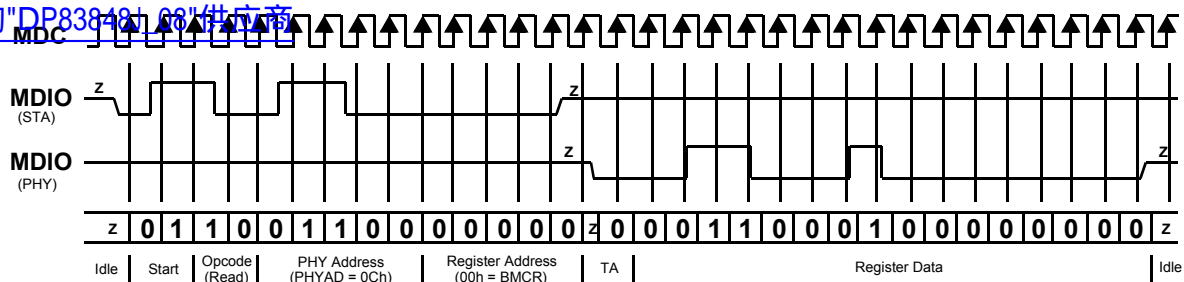 "DP83848J_08"供应商
MDC
z
z
MDIO
(STA)
MDIO
z
z
(PHY)
z 0 1 1 0 0 1 1 0 0 0 0 0 0 0 z 0 0 0 1 1 0 0 0 1 0 0 0 0 0 0 0 0 z
Idle Start Opcode PHY Address Register Address TA Register Data Idle
(Read) (PHYAD = 0Ch) (00h = BMCR)